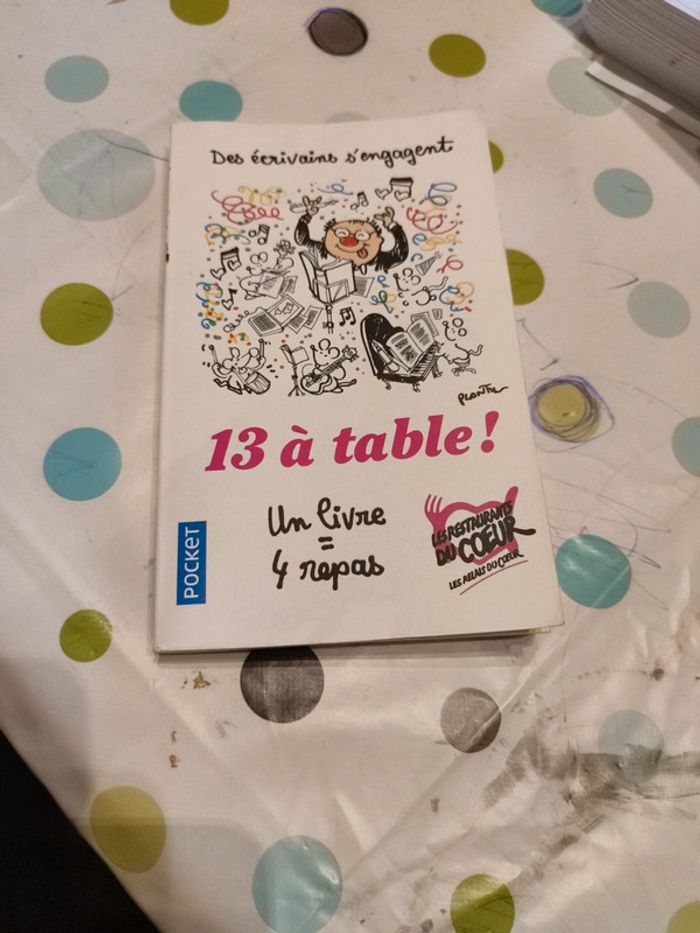 Des écrivains s'engagent
PLANTU
13 à table !
Un livre
=
4 repas
POCKET
LES RESTAURANTS
DU CŒUR
LES RELAIS DU CŒUR